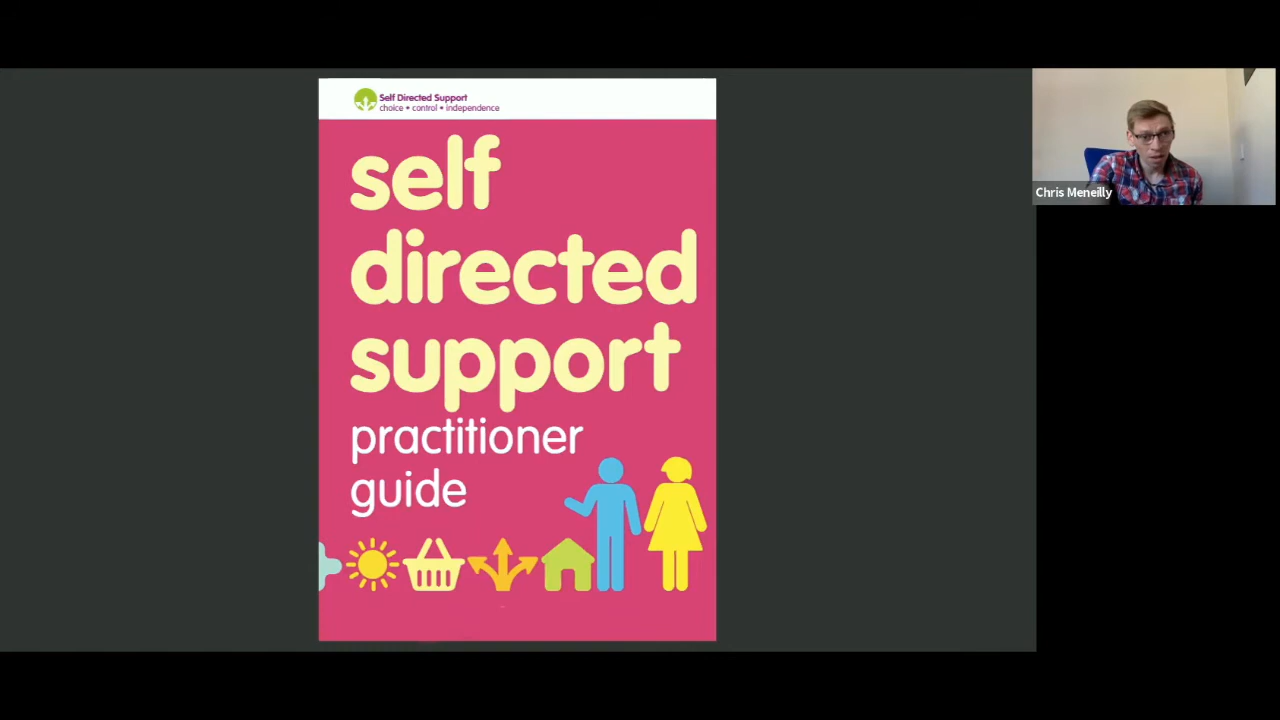 Self Directed Support
choice • control • independence
self
directed
support
practitioner
guide
Chris Meneilly